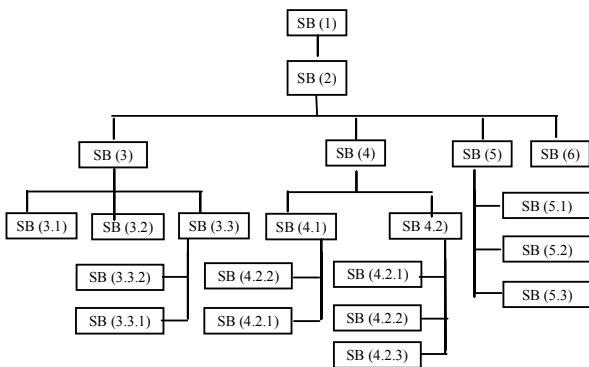 SB (1)
SB (2)
SB (3)
SB (4)
SB (5)
SB (6)
SB (3.1)
SB (3.2)
SB (3.3)
SB (4.1)
SB 4.2)
SB (5.1)
SB (5.2)
SB (5.3)
SB (3.3.2)
SB (3.3.1)
SB (4.2.2)
SB (4.2.1)
SB (4.2.1)
SB (4.2.2)
SB (4.2.3)